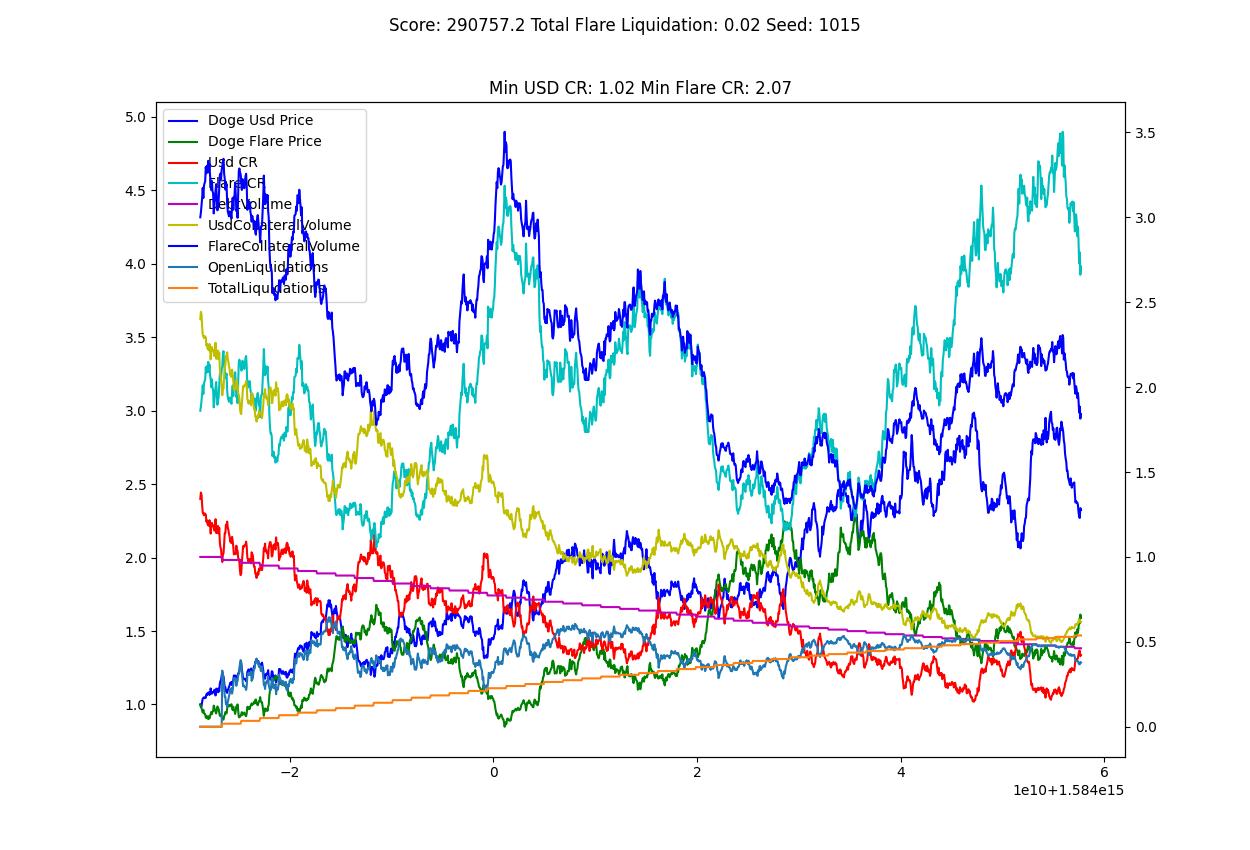 Score: 290757.2 Total Flare Liquidation: 0.02 Seed: 1015
Min USD CR: 1.02 Min Flare CR: 2.07
Doge Usd Price
Doge Flare Price
Usd CR
Flare CR
DebtVolume
UsdCollateralVolume
FlareCollateralVolume
OpenLiquidations
TotalLiquidations
5.0
4.5
4.0
3.5
3.0
2.5
2.0
1.5
1.0
3.5
3.0
2.5
2.0
1.5
1.0
0.5
0.0
−2
0
2
4
6
1e10+1.584e15